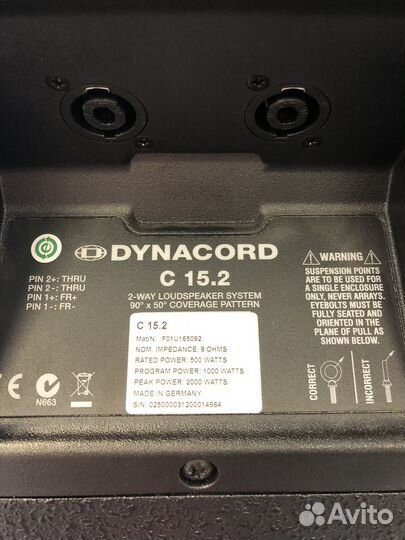 DYNACORD
C 15.2
2-WAY LOUDSPEAKER SYSTEM
90° x 50° COVERAGE PATTERN
PIN 2+: THRU
PIN 2-: THRU
PIN 1+: FR+
PIN 1-: FR-
C 15.2
Mat/N: F01U165092
NOM. IMPEDANCE: 8 OHMS
RATED POWER: 500 WATTS
PROGRAM POWER: 1000 WATTS
PEAK POWER: 2000 WATTS
MADE IN GERMANY
S/N: 025000031200014664
WARNING
SUSPENSION POINTS
ARE TO BE USED FOR
A SINGLE ENCLOSURE
ONLY, NEVER ARRAYS.
EYEBOLTS MUST BE
FULLY SEATED AND
ORIENTED IN THE
PLANE OF PULL AS
SHOWN BELOW.
CORRECT
INCORRECT
CE
N663
Avito